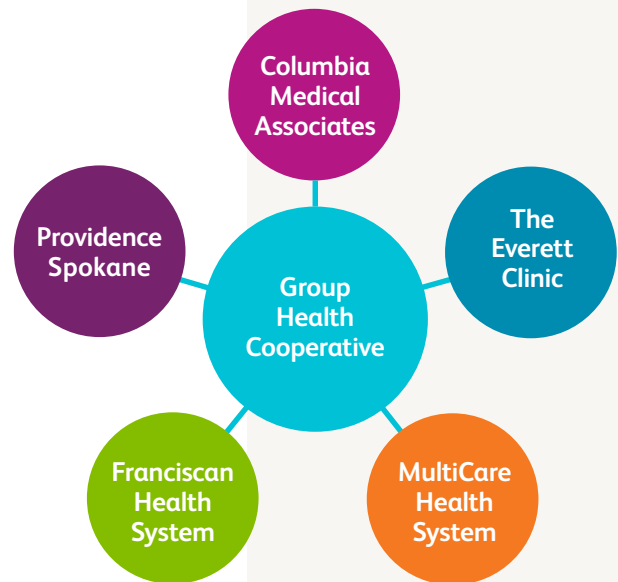 Columbia
Medical
Associates
Providence
Spokane
The
Everett
Clinic
Group
Health
Cooperative
Franciscan
Health
System
MultiCare
Health
System